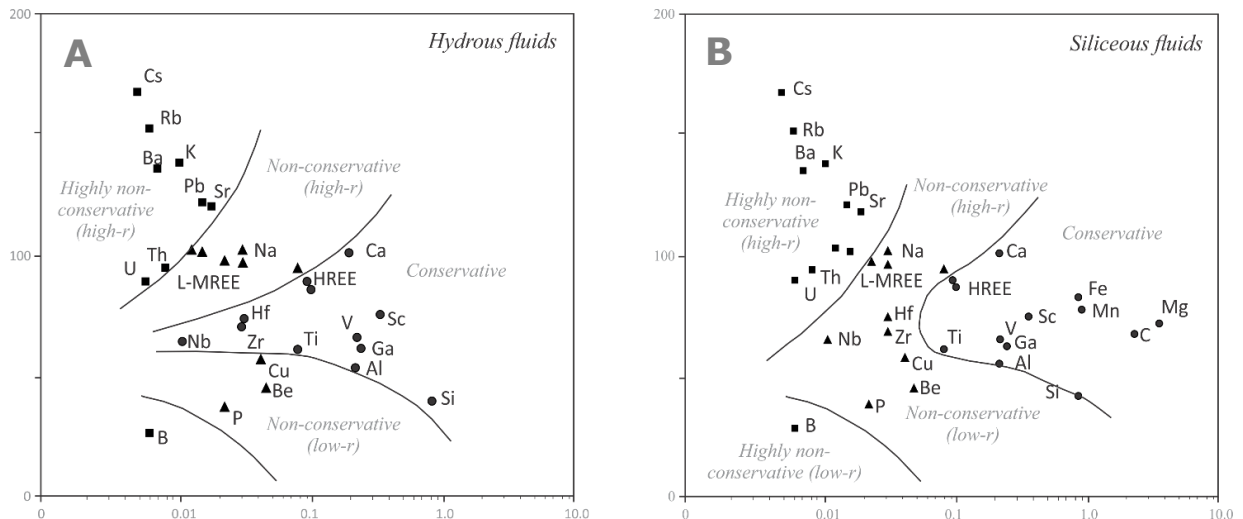 200
A
Hydrous fluids
Cs
Rb
Ba
K
Non-conservative
(high-r)
Pb
Sr
Highly non-
conservative
(high-r)
Th
U
Na
Ca
100
L-MREE
HREE
Conservative
Hf
Zr
Nb
Ti
V
Sc
Ga
Al
Cu
Be
Si
P
Non-conservative
(low-r)
B
0
0
0.01
0.1
1.0
10.0
200
B
Siliceous fluids
Cs
Rb
Ba
K
Non-conservative
(high-r)
Pb
Sr
Highly non-
conservative
(high-r)
Conservative
Na
Ca
100
Th
U
L-MREE
HREE
Fe
Mn
Mg
Hf
Zr
Nb
Sc
V
Ga
C
Ti
Al
Cu
Be
Si
P
Non-conservative
(low-r)
B
Highly non-
conservative (low-r)
0
0
0.01
0.1
1.0
10.0